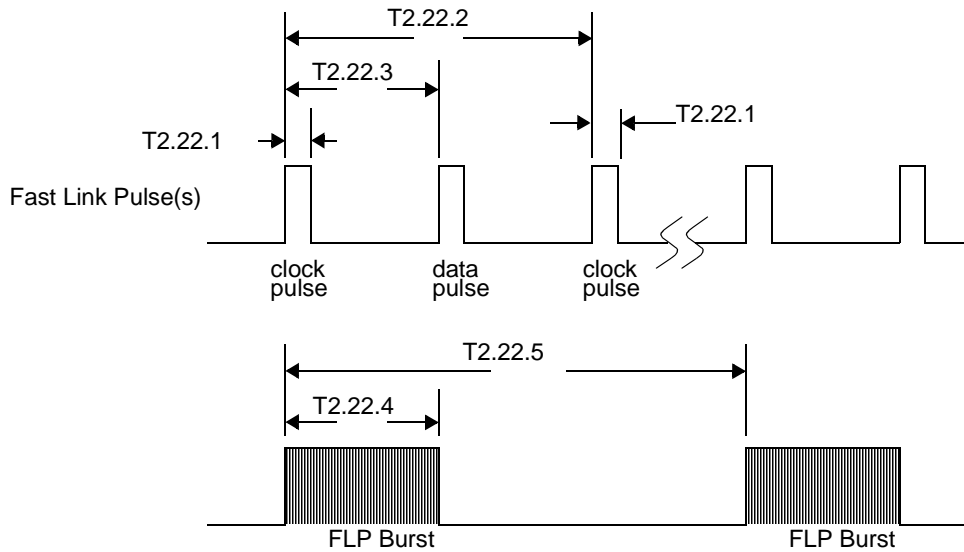 T2.22.2
T2.22.3
T2.22.1
T2.22.1
Fast Link Pulse(s)
clock
pulse
data
pulse
clock
pulse
T2.22.5
T2.22.4
FLP Burst
FLP Burst